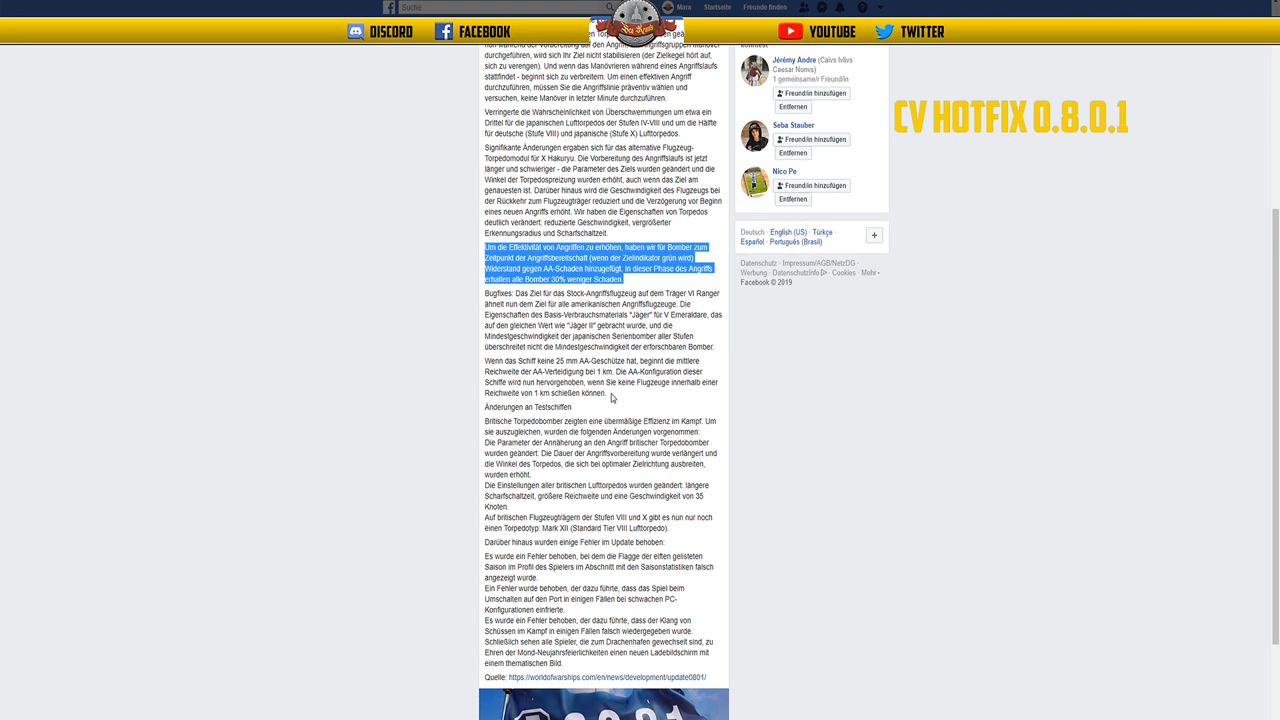 Suche
Mara
Startseite
Freunde finden
DISCORD
FACEBOOK
YOUTUBE
TWITTER
CV HOTFIX 0.8.0.1
durchführen, wird sich Ihr Ziel nicht stabilisieren (der Zielkegel hört auf,
sich zu verengen). Und wenn das Manövrieren während eines Angriffslaufs
stattfindet - beginnt sich zu verbreitern. Um einen effektiven Angriff
durchzuführen, müssen Sie die Angriffslinie präventiv wählen und
versuchen, keine Manöver in letzter Minute durchzuführen.
Verringerte die Wahrscheinlichkeit von Überschwemmungen um etwa ein
Drittel für die japanischen Lufttorpedos der Stufen IV-VIII und um die Hälfte
für deutsche (Stufe VIII) und japanische (Stufe X) Lufttorpedos.
Signifikante Änderungen ergaben sich für das alternative Flugzeug-
Torpedomodul für X Hakuryu. Die Vorbereitung des Angriffslaufs ist jetzt
länger und schwieriger - die Parameter des Ziels wurden geändert und die
Winkel der Torpedospreizung wurden erhöht, auch wenn das Ziel am
genauesten ist. Darüber hinaus wird die Geschwindigkeit des Flugzeugs bei
der Rückkehr zum Flugzeugträger reduziert und die Verzögerung vor Beginn
eines neuen Angriffs erhöht. Wir haben die Eigenschaften von Torpedos
deutlich verändert: reduzierte Geschwindigkeit, vergrößerter
Erkennungsradius und Scharfschaltzeit.
Um die Effektivität von Angriffen zu erhöhen, haben wir für Bomber zum
Zeitpunkt der Angriffsbereitschaft (wenn der Zielindikator grün wird)
Widerstand gegen AA-Schaden hinzugefügt. In dieser Phase des Angriffs
erhalten alle Bomber 30% weniger Schaden.
Bugfixes: Das Ziel für das Stock-Angriffsflugzeug auf dem Träger VI Ranger
ähnelt nun dem Ziel für alle amerikanischen Angriffsflugzeuge. Die
Eigenschaften des Basis-Verbrauchsmaterials "Jäger" für V Emeraldare, das
auf den gleichen Wert wie "Jäger II" gebracht wurde, und die
Mindestgeschwindigkeit der japanischen Serienbomber aller Stufen
überschreitet nicht die Mindestgeschwindigkeit der erforschbaren Bomber.
Wenn das Schiff keine 25 mm AA-Geschütze hat, beginnt die mittlere
Reichweite der AA-Verteidigung bei 1 km. Die AA-Konfiguration dieser
Schiffe wird nun hervorgehoben, wenn Sie keine Flugzeuge innerhalb einer
Reichweite von 1 km schießen können.
Änderungen an Testschiffen
Britische Torpedobomber zeigten eine übermäßige Effizienz im Kampf. Um
sie auszugleichen, wurden die folgenden Änderungen vorgenommen:
Die Parameter der Annäherung an den Angriff britischer Torpedobomber
wurden geändert: Die Dauer der Angriffsvorbereitung wurde verlängert und
die Winkel des Torpedos, die sich bei optimaler Zielrichtung ausbreiten,
wurden erhöht.
Die Einstellungen aller britischen Lufttorpedos wurden geändert: längere
Scharfschaltzeit, größere Reichweite und eine Geschwindigkeit von 35
Knoten.
Auf britischen Flugzeugträgern der Stufen VIII und X gibt es nun nur noch
einen Torpedotyp: Mark XII (Standard Tier VIII Lufttorpedo).
Darüber hinaus wurden einige Fehler im Update behoben:
Es wurde ein Fehler behoben, bei dem die Flagge der elften gelisteten
Saison im Profil des Spielers im Abschnitt mit den Saisonstatistiken falsch
angezeigt wurde.
Ein Fehler wurde behoben, der dazu führte, dass das Spiel beim
Umschalten auf den Port in einigen Fällen bei schwachen PC-
Konfigurationen einfrierte.
Es wurde ein Fehler behoben, der dazu führte, dass der Klang von
Schüssen im Kampf in einigen Fällen falsch wiedergegeben wurde.
Schließlich sehen alle Spieler, die zum Drachenhafen gewechselt sind, zu
Ehren der Mond-Neujahrsfeierlichkeiten einen neuen Ladebildschirm mit
einem thematischen Bild.
Quelle: https://worldofwarships.com/en/news/development/update0801/
Jérémy Andre (Caivs Ivlivs
Caesar Nomvs)
1 gemeinsame/r Freund/in
Freund/in hinzufügen
Entfernen
Seba Stauber
Freund/in hinzufügen
Entfernen
Nico Pe
Freund/in hinzufügen
Entfernen
Deutsch · English (US) · Türkçe ·
Español · Português (Brasil)
Datenschutz · Impressum/AGB/NetzDG ·
Werbung · Datenschutzinfo · Cookies · Mehr
Facebook © 2019